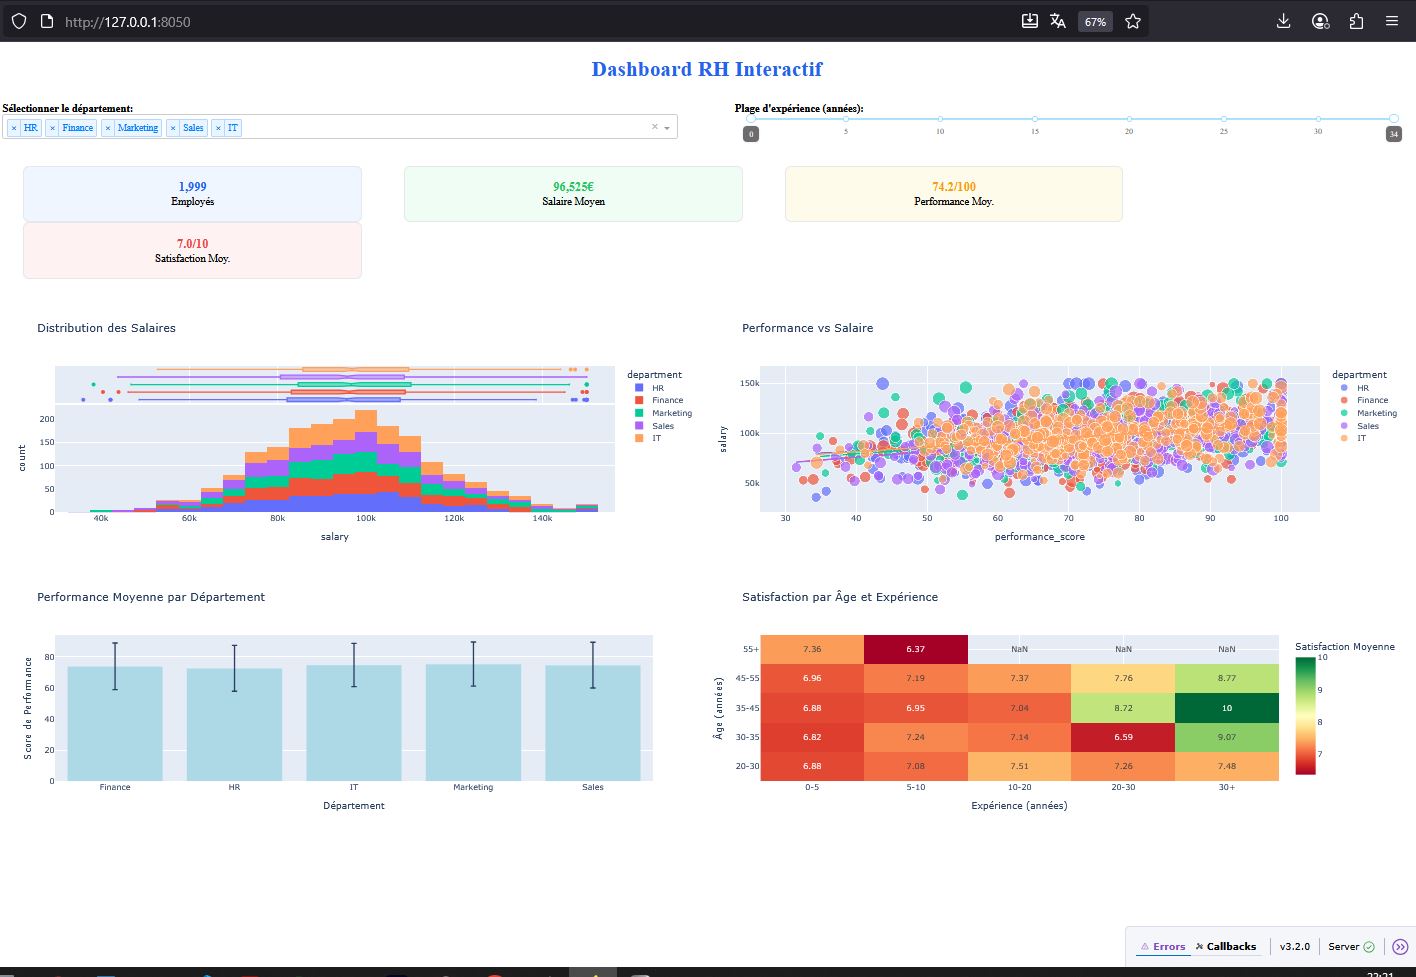 http://127.0.0.1:8050
67%
Dashboard RH Interactif
Sélectionner le département:
× HR × Finance × Marketing × Sales × IT
×
Plage d'expérience (années):
0 5 10 15 20 25 30 34
1,999
Employés
96,525€
Salaire Moyen
74.2/100
Performance Moy.
7.0/10
Satisfaction Moy.
Distribution des Salaires
department
HR
Finance
Marketing
Sales
IT
200
150
100
50
0
count
40k 60k 80k 100k 120k 140k
salary
Performance vs Salaire
department
HR
Finance
Marketing
Sales
IT
150k
100k
50k
salary
30 40 50 60 70 80 90 100
performance_score
Performance Moyenne par Département
80
60
40
20
0
Score de Performance
Finance HR IT Marketing Sales
Département
Satisfaction par Âge et Expérience
Satisfaction Moyenne
10
9
8
7
Âge (années)
55+ 7.36 6.37 NaN NaN NaN
45-55 6.96 7.19 7.37 7.76 8.77
35-45 6.88 6.95 7.04 8.72 10
30-35 6.82 7.24 7.14 6.59 9.07
20-30 6.88 7.08 7.51 7.26 7.48
0-5 5-10 10-20 20-30 30+
Expérience (années)
Errors Callbacks v3.2.0 Server